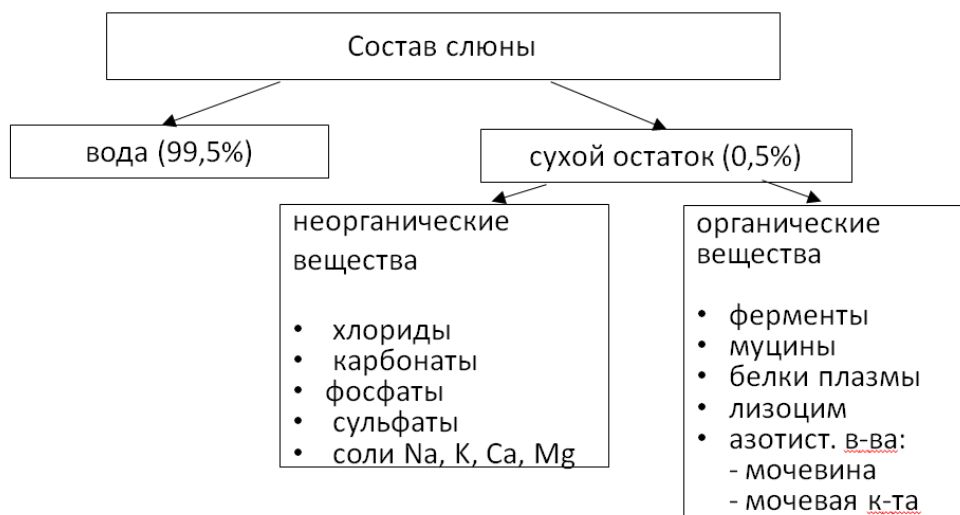 Состав слюны
вода (99,5%)
сухой остаток (0,5%)
неорганические
вещества
• хлориды
• карбонаты
• фосфаты
• сульфаты
• соли Na, K, Ca, Mg
органические
вещества
• ферменты
• муцины
• белки плазмы
• лизоцим
• азотист. в-ва:
- мочевина
- мочевая к-та